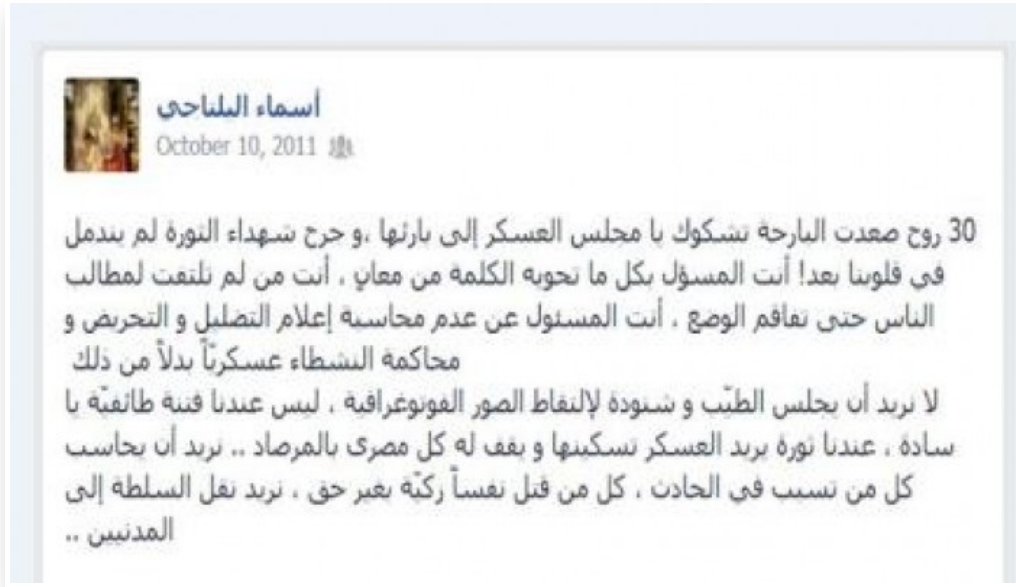 أسماء البلتاجي
October 10, 2011
30 روح صعدت البارحة تشكوك يا مجلس العسكر إلى بارئها ،و جرح شهداء الثورة لم يندمل
في قلوبنا بعد! أنت المسؤل بكل ما تحويه الكلمة من معانٍ ، أنت من لم تلتفت لمطالب
الناس حتى تفاقم الوضع ، أنت المسئول عن عدم محاسبة إعلام التضليل و التحريض و
محاكمة النشطاء عسكريّاً بدلاً من ذلك
لا نريد أن يجلس الطيّب و شنودة لإلتقاط الصور الفوتوغرافية ، ليس عندنا فتنة طائفيّة يا
سادة ، عندنا ثورة يريد العسكر تسكينها و يقف له كل مصرى بالمرصاد .. نريد أن يحاسب
كل من تسبب في الحادث ، كل من قتل نفساً زكيّة بغير حق ، نريد نقل السلطة إلى
المدنيين ..